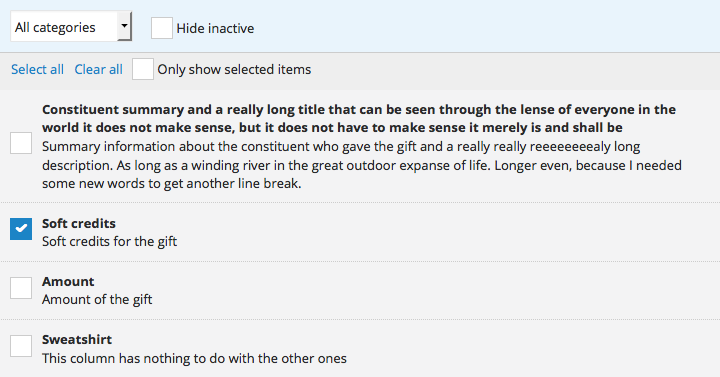 All categories Hide inactive
Select all Clear all Only show selected items
Constituent summary and a really long title that can be seen through the lense of everyone in the
world it does not make sense, but it does not have to make sense it merely is and shall be
Summary information about the constituent who gave the gift and a really really reeeeeeeealy long
description. As long as a winding river in the great outdoor expanse of life. Longer even, because I needed
some new words to get another line break.
Soft credits
Soft credits for the gift
Amount
Amount of the gift
Sweatshirt
This column has nothing to do with the other ones